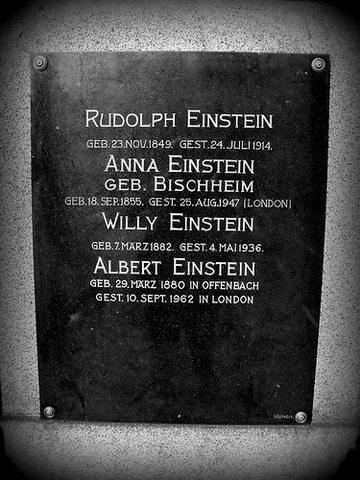 RUDOLPH EINSTEIN
GEB. 23. NOV. 1849. GEST. 24. JULI 1914.
ANNA EINSTEIN
GEB. BISCHHEIM
GEB. 18. SEP. 1855. GEST. 25. AUG. 1947 (LONDON)
WILLY EINSTEIN
GEB. 7. MÄRZ 1882. GEST. 4. MAI 1936.
ALBERT EINSTEIN
GEB. 29. MÄRZ 1880 IN OFFENBACH
GEST. 10. SEPT. 1962 IN LONDON